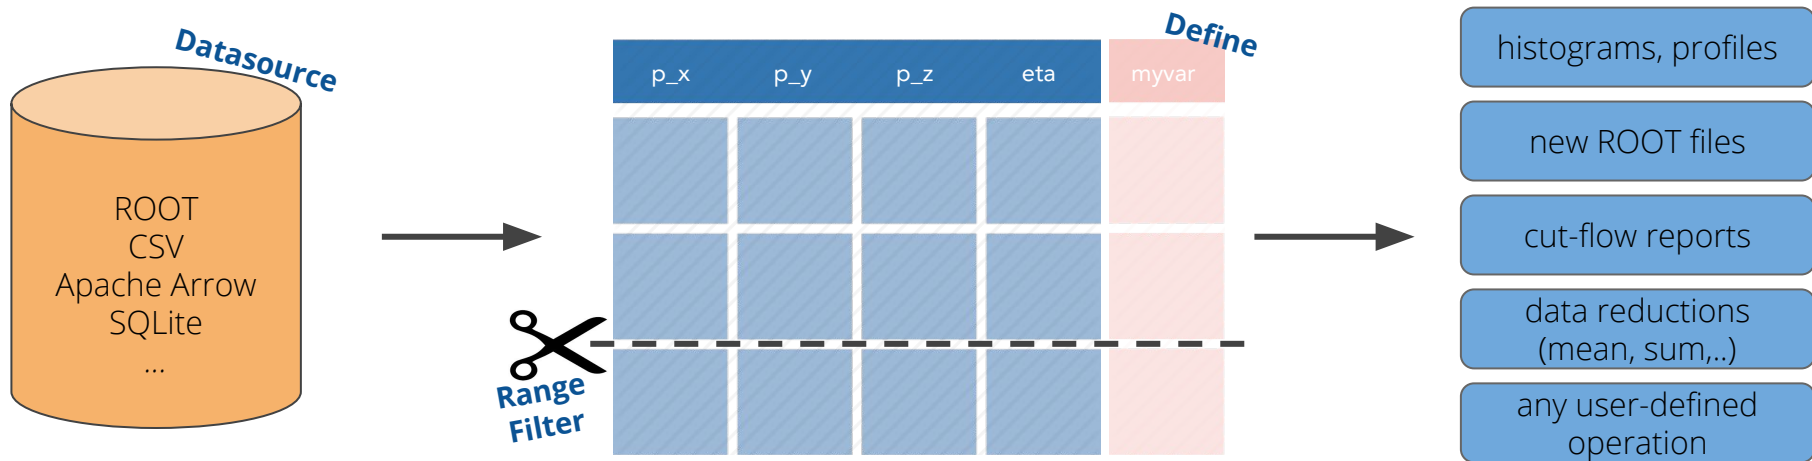 Datasource
ROOT
CSV
Apache Arrow
SQLite
...
Define
p_x p_y p_z eta myvar
Range
Filter
histograms, profiles
new ROOT files
cut-flow reports
data reductions
(mean, sum,..)
any user-defined
operation